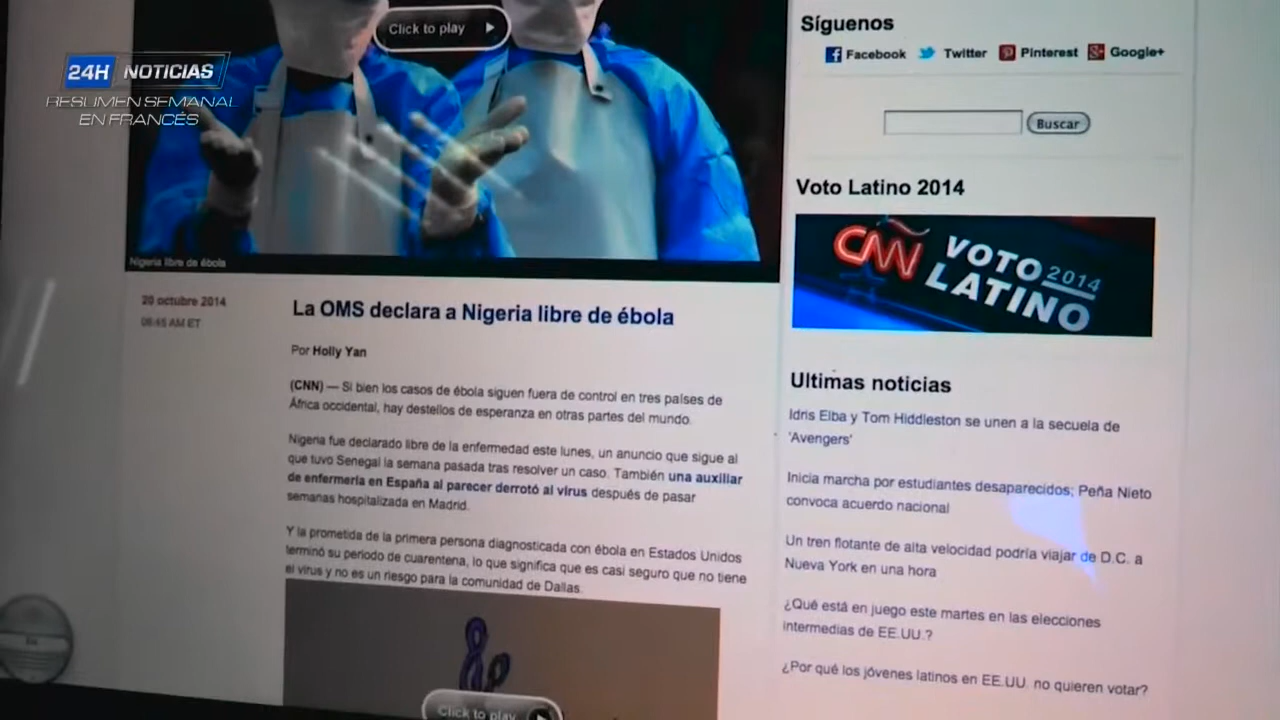 24H NOTICIAS
RESUMEN SEMANAL
EN FRANCÉS
Click to play
Nigeria libre de ébola
20 octubre 2014
La OMS declara a Nigeria libre de ébola
Por Holly Yan
(CNN) — Si bien los casos de ébola siguen fuera de control en tres países de
África occidental, hay destellos de esperanza en otras partes del mundo.
Nigeria fue declarado libre de la enfermedad este lunes, un anuncio que sigue al
que tuvo Senegal la semana pasada tras resolver un caso. También una auxiliar
de enfermería en España al parecer derrotó al virus después de pasar
semanas hospitalizada en Madrid.
Y la prometida de la primera persona diagnosticada con ébola en Estados Unidos
terminó su periodo de cuarentena, lo que significa que es casi seguro que no tiene
el virus y no es un riesgo para la comunidad de Dallas.
Click to play
Síguenos
Facebook Twitter Pinterest Google+
Buscar
Voto Latino 2014
CNÑ VOTO 2014
LATINO
Ultimas noticias
Idris Elba y Tom Hiddleston se unen a la secuela de
'Avengers'
Inicia marcha por estudiantes desaparecidos; Peña Nieto
convoca acuerdo nacional
Un tren flotante de alta velocidad podría viajar de D.C. a
Nueva York en una hora
¿Qué está en juego este martes en las elecciones
intermedias de EE.UU.?
¿Por qué los jóvenes latinos en EE.UU. no quieren votar?